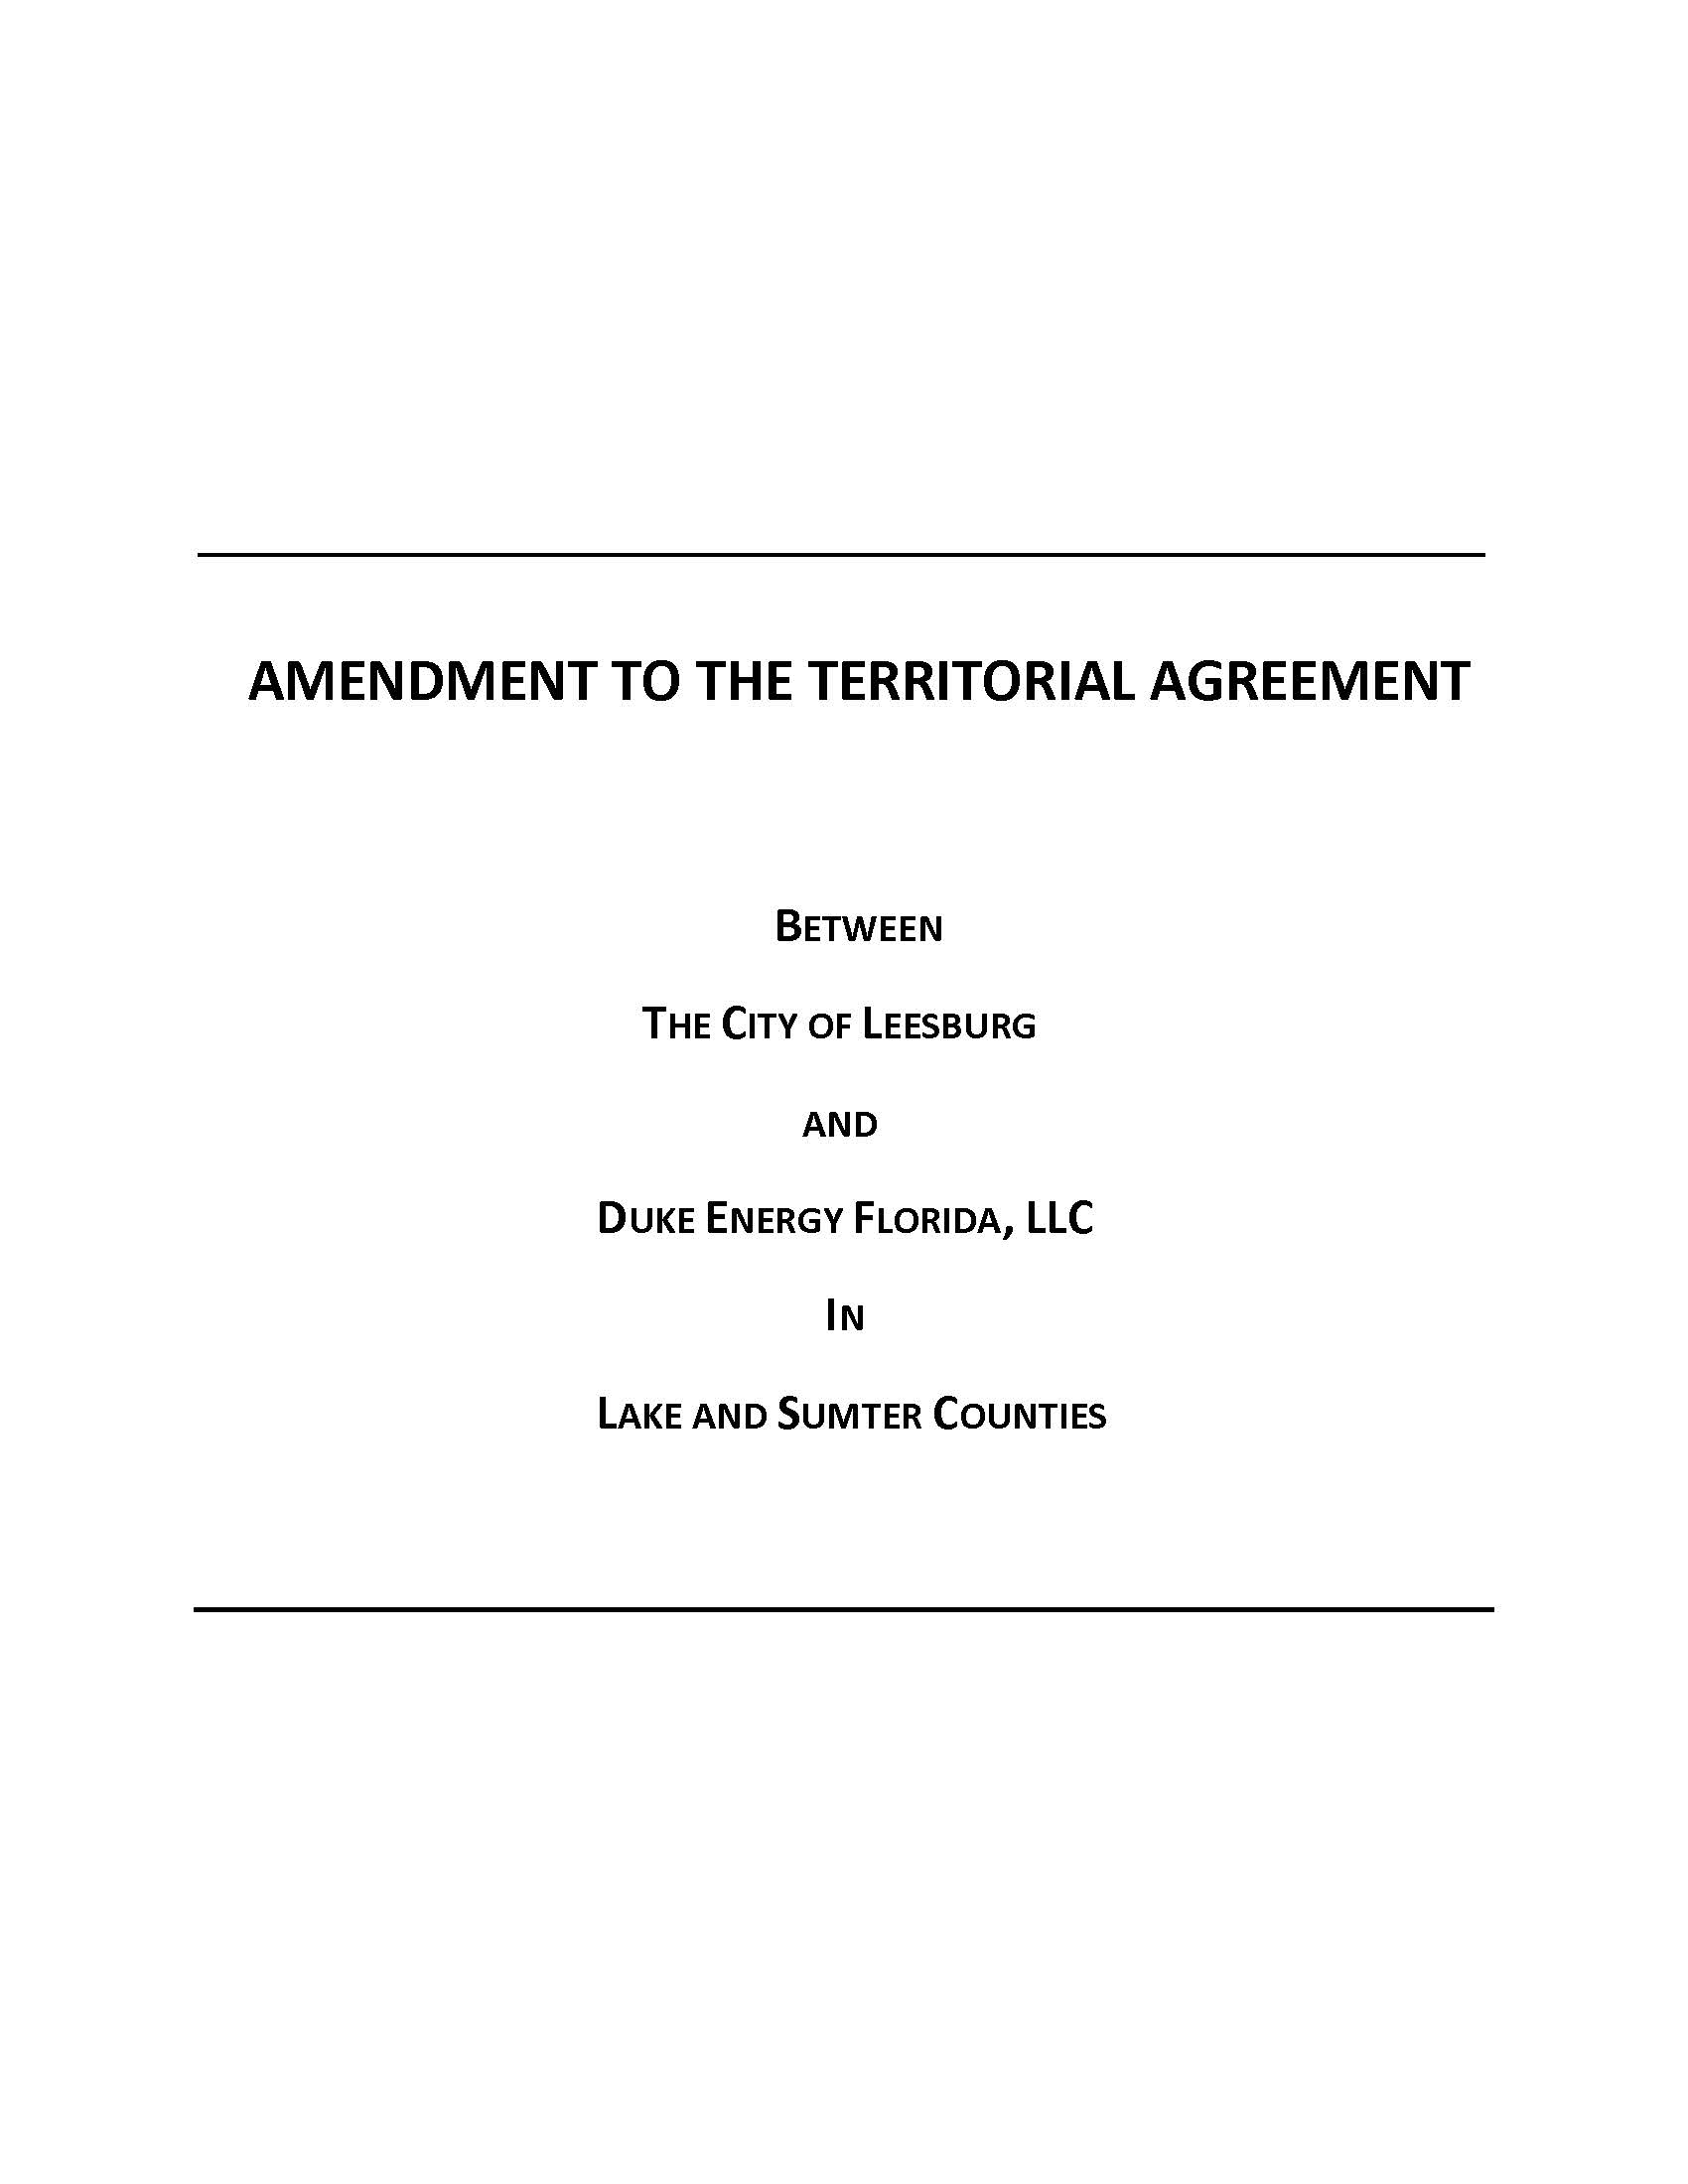 AMENDMENT TO THE TERRITORIAL AGREEMENT
BETWEEN
THE CITY OF LEESBURG
AND
DUKE ENERGY FLORIDA, LLC
IN
LAKE AND SUMTER COUNTIES